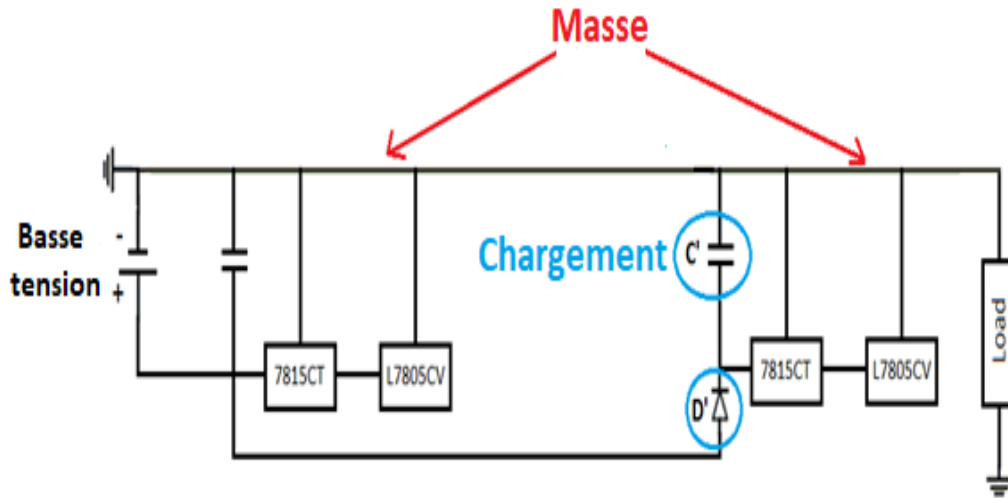 Masse
Basse
tension
-
+
Chargement
C'
D'
7815CT
L7805CV
7815CT
L7805CV
Load